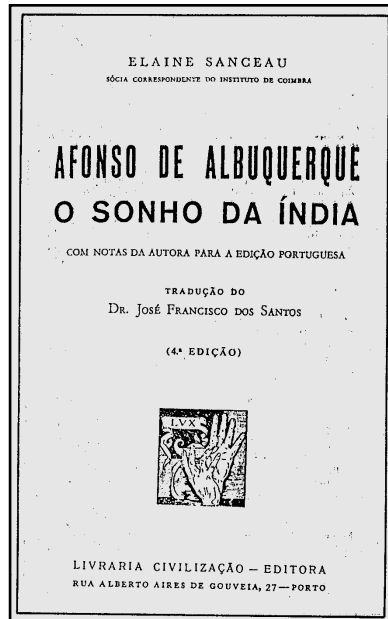 ELAINE SANCEAU
SÓCIA CORRESPONDENTE DO INSTITUTO DE COIMBRA
AFONSO DE ALBUQUERQUE
O SONHO DA ÍNDIA
COM NOTAS DA AUTORA PARA A EDIÇÃO PORTUGUESA
TRADUÇÃO DO
DR. JOSÉ FRANCISCO DOS SANTOS
(4.ª EDIÇÃO)
LVX
LIVRARIA CIVILIZAÇÃO — EDITORA
RUA ALBERTO AIRES DE GOUVEIA, 27 — PORTO